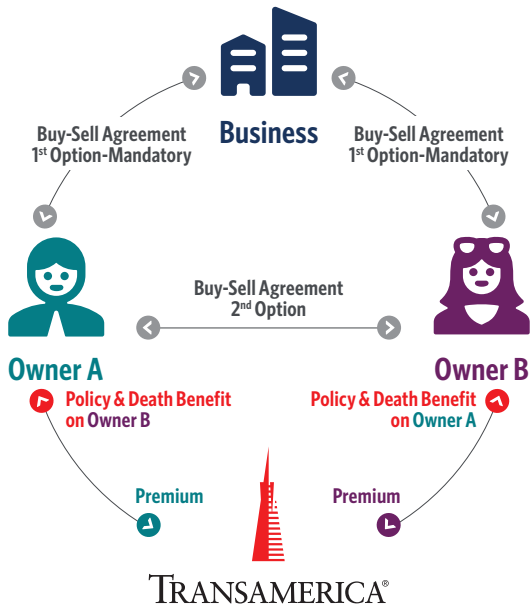 Business
Buy-Sell Agreement
1st Option-Mandatory
Buy-Sell Agreement
1st Option-Mandatory
Buy-Sell Agreement
2nd Option
Owner A
Owner B
Policy & Death Benefit
on Owner B
Policy & Death Benefit
on Owner A
Premium
Premium
TRANSAMERICA®